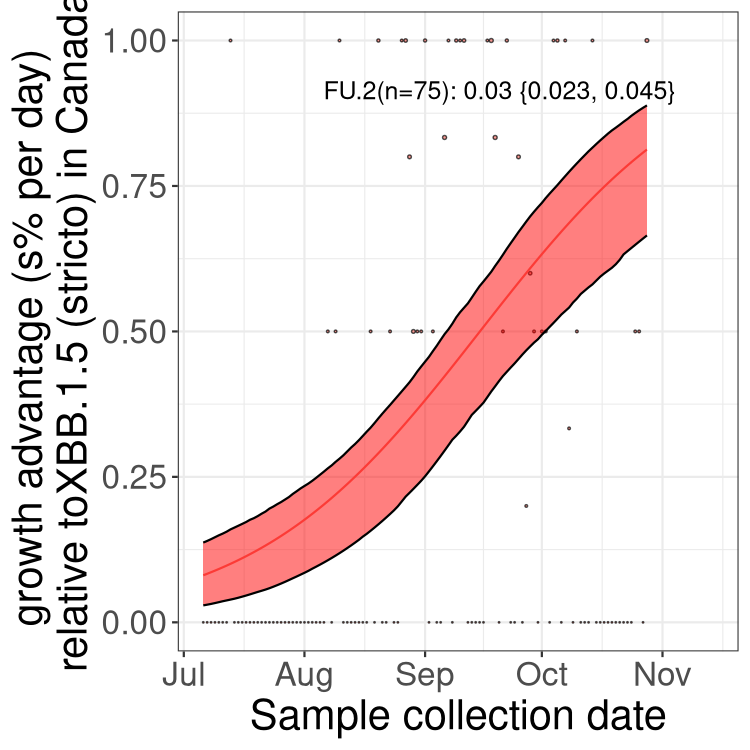 growth advantage (s% per day)
relative toXBB.1.5 (stricto) in Canada
1.00
0.75
0.50
0.25
0.00
FU.2(n=75): 0.03 {0.023, 0.045}
Jul
Aug
Sep
Oct
Nov
Sample collection date